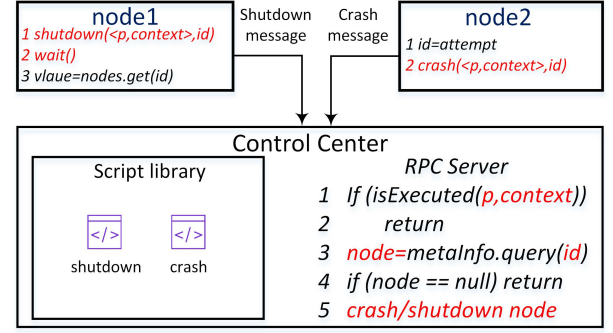 node1
1 shutdown(<p,context>,id)
2 wait()
3 vlaue=nodes.get(id)
Shutdown
message
Crash
message
node2
1 id=attempt
2 crash(<p,context>,id)
Control Center
Script library
</>
</>
shutdown
crash
RPC Server
1 If (isExecuted(p,context))
2 return
3 node=metaInfo.query(id)
4 if (node == null) return
5 crash/shutdown node